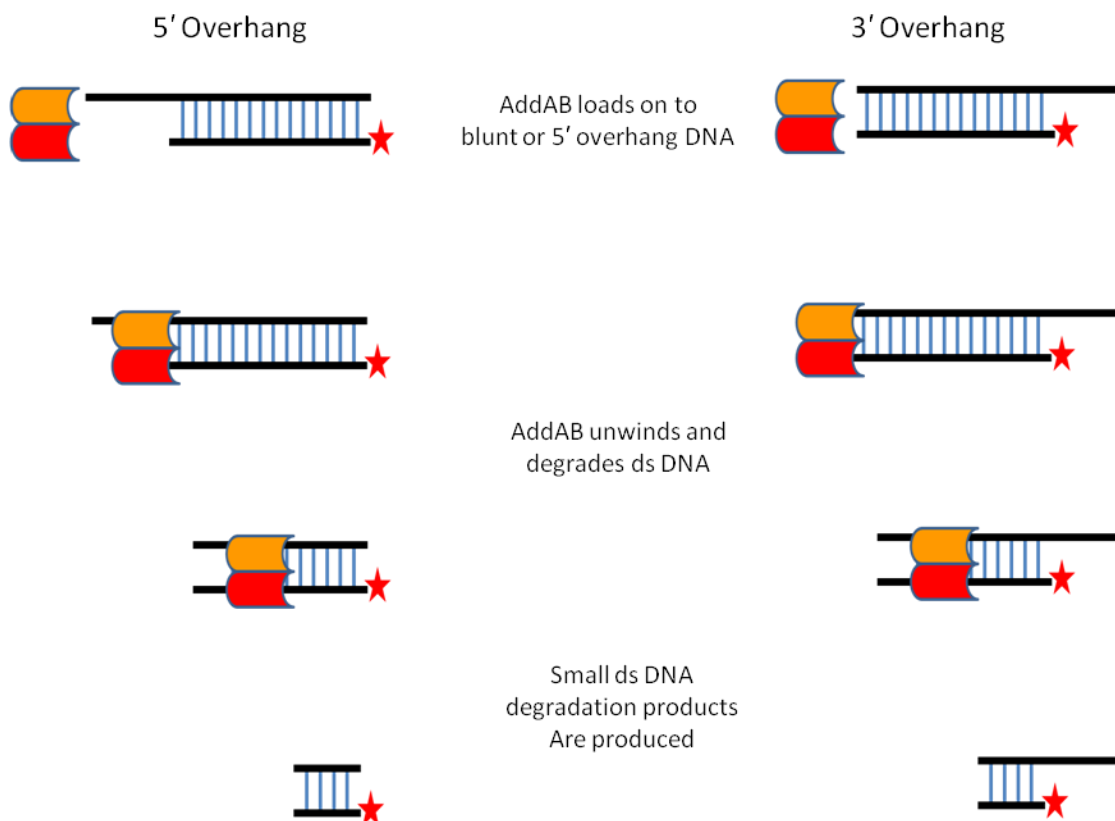 5′ Overhang
3′ Overhang
AddAB loads on to
blunt or 5′ overhang DNA
AddAB unwinds and
degrades ds DNA
Small ds DNA
degradation products
Are produced